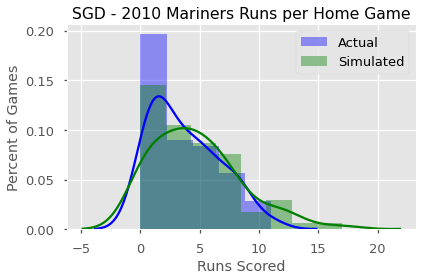 SGD - 2010 Mariners Runs per Home Game
Actual
Simulated
Percent of Games
0.20
0.15
0.10
0.05
0.00
−5
0
5
10
15
20
Runs Scored